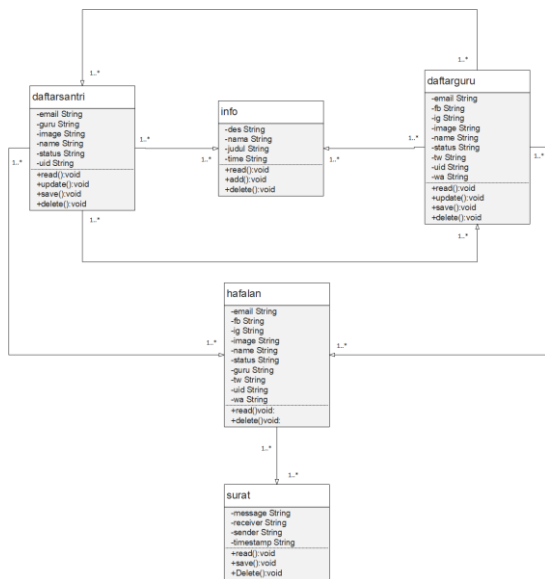 1..*
1..*
daftarsantri
-email String
-guru String
-image String
-name String
-status String
-uid String
+read():void
+update():void
+save():void
+delete():void
1..*
1..*
1..*
info
-des String
-nama String
-judul String
-time String
+read():void
+add():void
+delete():void
1..*
1..*
daftarguru
-email String
-fb String
-ig String
-image String
-name String
-status String
-tw String
-uid String
-wa String
+read():void
+update():void
+save():void
+delete():void
1..*
1..*
1..*
1..*
hafalan
-email String
-fb String
-ig String
-image String
-name String
-status String
-guru String
-tw String
-uid String
-wa String
+read()void:
+delete()void:
1..*
1..*
1..*
1..*
surat
-message String
-receiver String
-sender String
-timestamp String
+read():void
+save():void
+Delete():void